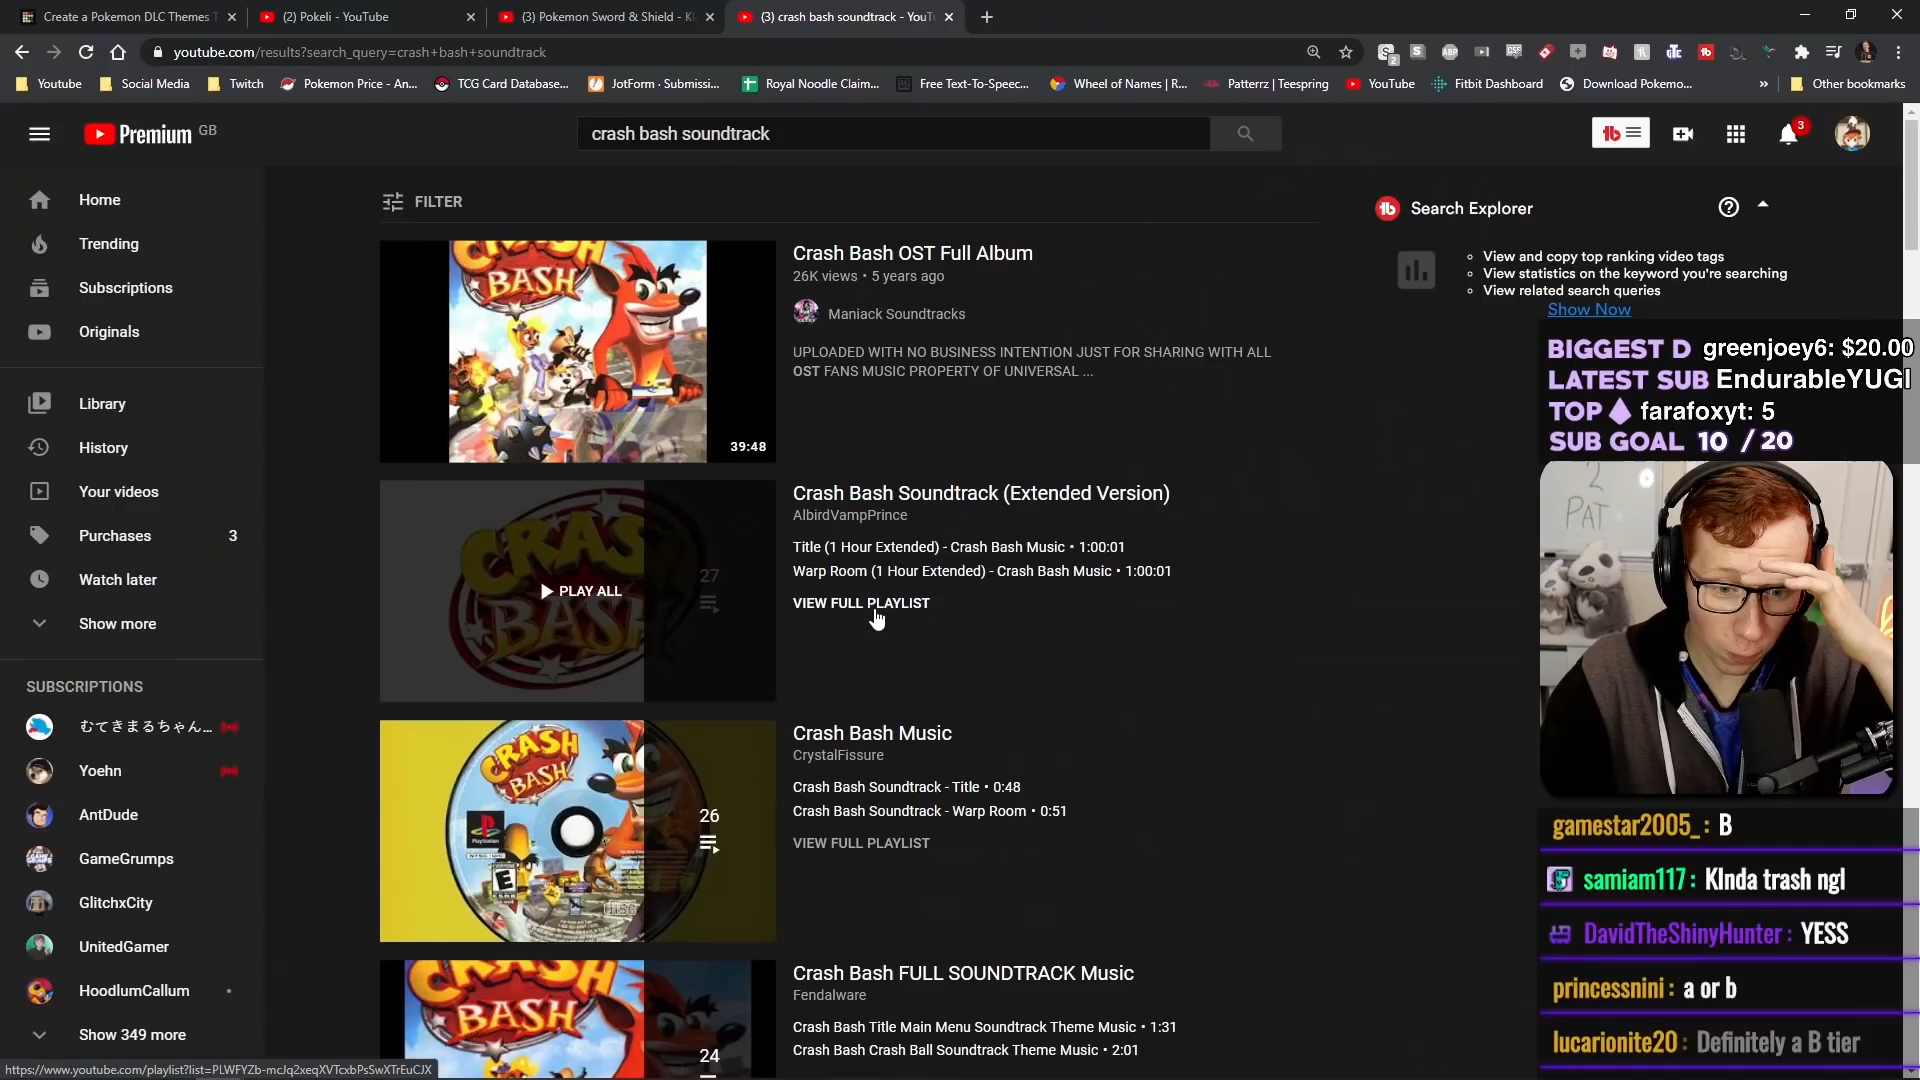 Create a Pokemon DLC Themes T
(2) Pokeli - YouTube
(3) Pokemon Sword & Shield - Kl
(3) crash bash soundtrack - YouT
youtube.com/results?search_query=crash+bash+soundtrack
Youtube
Social Media
Twitch
Pokemon Price - An...
TCG Card Database...
JotForm - Submissi...
Royal Noodle Claim...
Free Text-To-Speec...
Wheel of Names | R...
Patterrz | Teespring
YouTube
Fitbit Dashboard
Download Pokemo...
Other bookmarks
Premium GB
crash bash soundtrack
3
Home
Trending
Subscriptions
Originals
Library
History
Your videos
Purchases 3
Watch later
Show more
SUBSCRIPTIONS
むてきまるちゃん...
Yoehn
AntDude
GameGrumps
GlitchxCity
UnitedGamer
HoodlumCallum
Show 349 more
FILTER
CRASH
BASH
39:48
Crash Bash OST Full Album
26K views • 5 years ago
Maniack Soundtracks
UPLOADED WITH NO BUSINESS INTENTION JUST FOR SHARING WITH ALL
OST FANS MUSIC PROPERTY OF UNIVERSAL ...
CRASH
BASH
PLAY ALL
27
Crash Bash Soundtrack (Extended Version)
AlbirdVampPrince
Title (1 Hour Extended) - Crash Bash Music • 1:00:01
Warp Room (1 Hour Extended) - Crash Bash Music • 1:00:01
VIEW FULL PLAYLIST
CRASH
BASH
PlayStation
E
26
Crash Bash Music
CrystalFissure
Crash Bash Soundtrack - Title • 0:48
Crash Bash Soundtrack - Warp Room • 0:51
VIEW FULL PLAYLIST
CRASH
BASH
24
Crash Bash FULL SOUNDTRACK Music
Fendalware
Crash Bash Title Main Menu Soundtrack Theme Music • 1:31
Crash Bash Crash Ball Soundtrack Theme Music • 2:01
Search Explorer
View and copy top ranking video tags
View statistics on the keyword you're searching
View related search queries
Show Now
BIGGEST D greenjoey6: $20.00
LATEST SUB EndurableYUGI
TOP farafoxyt: 5
SUB GOAL 10 / 20
2
PAT
gamestar2005_: B
samiam117: KInda trash ngl
DavidTheShinyHunter: YESS
princessnini: a or b
lucarionite20: Definitely a B tier
https://www.youtube.com/playlist?list=PLWFYZb-mcJq2xeqXVTcxbPsSwXTrEuCJX